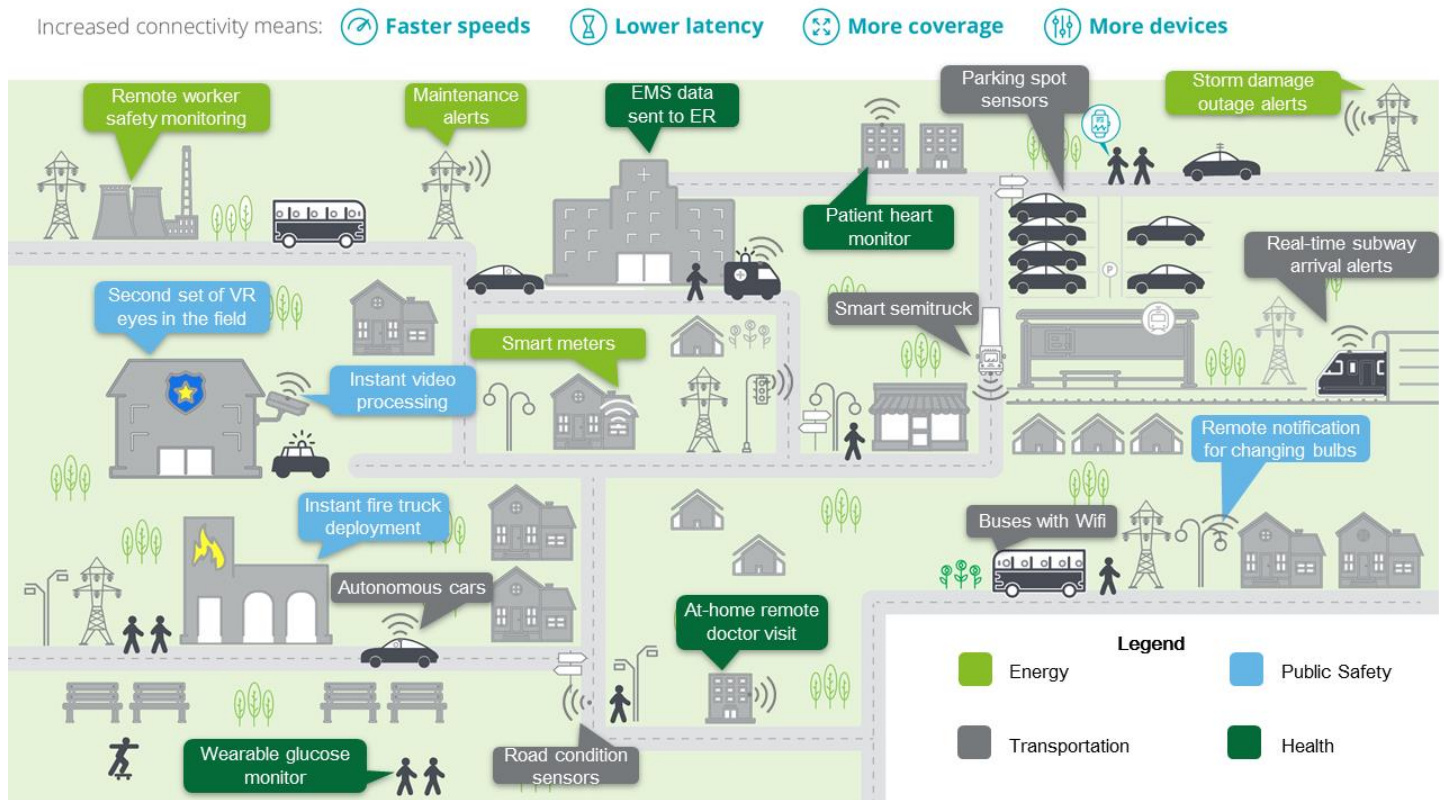 Increased connectivity means: Faster speeds Lower latency More coverage More devices
Remote worker
safety monitoring
Maintenance
alerts
EMS data
sent to ER
Parking spot
sensors
Storm damage
outage alerts
Patient heart
monitor
Real-time subway
arrival alerts
Second set of VR
eyes in the field
Smart semitruck
Smart meters
Instant video
processing
P
Remote notification
for changing bulbs
Instant fire truck
deployment
Buses with Wifi
Autonomous cars
At-home remote
doctor visit
Wearable glucose
monitor
Road condition
sensors
Legend
Energy
Public Safety
Transportation
Health